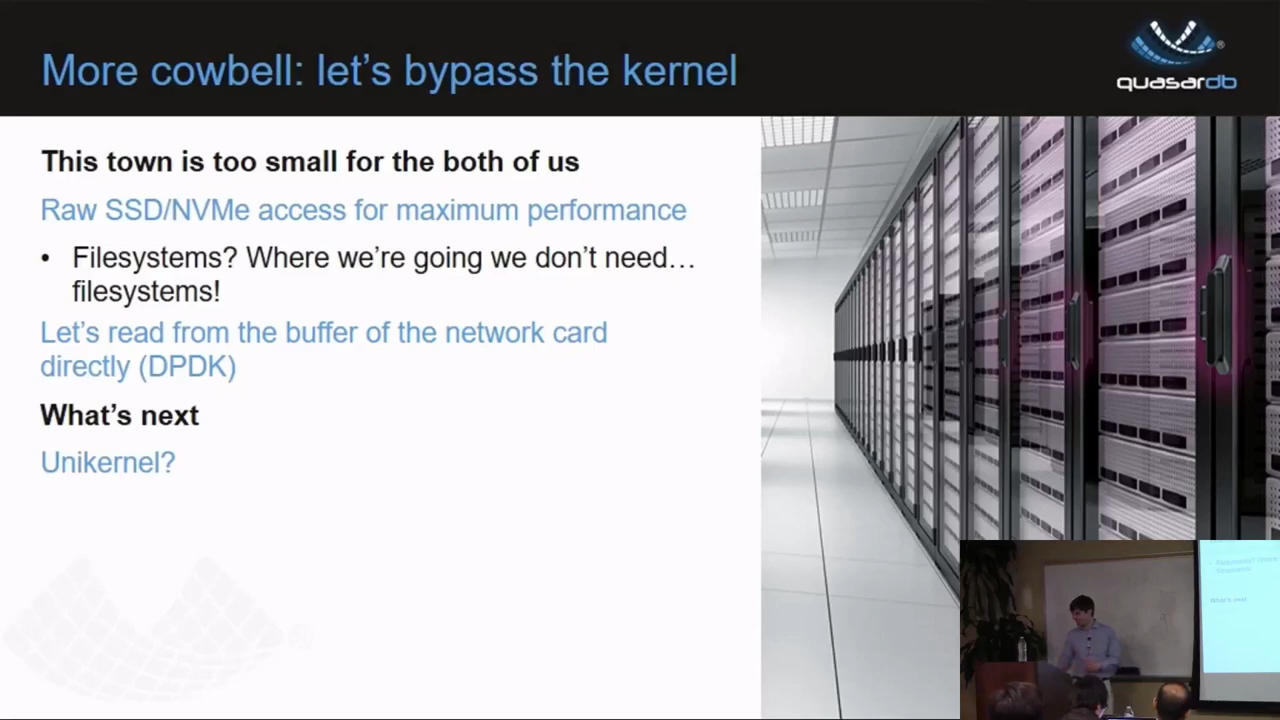 More cowbell: let's bypass the kernel
quasardb
This town is too small for the both of us
Raw SSD/NVMe access for maximum performance
• Filesystems? Where we're going we don't need…
filesystems!
Let's read from the buffer of the network card
directly (DPDK)
What's next
Unikernel?
What's next